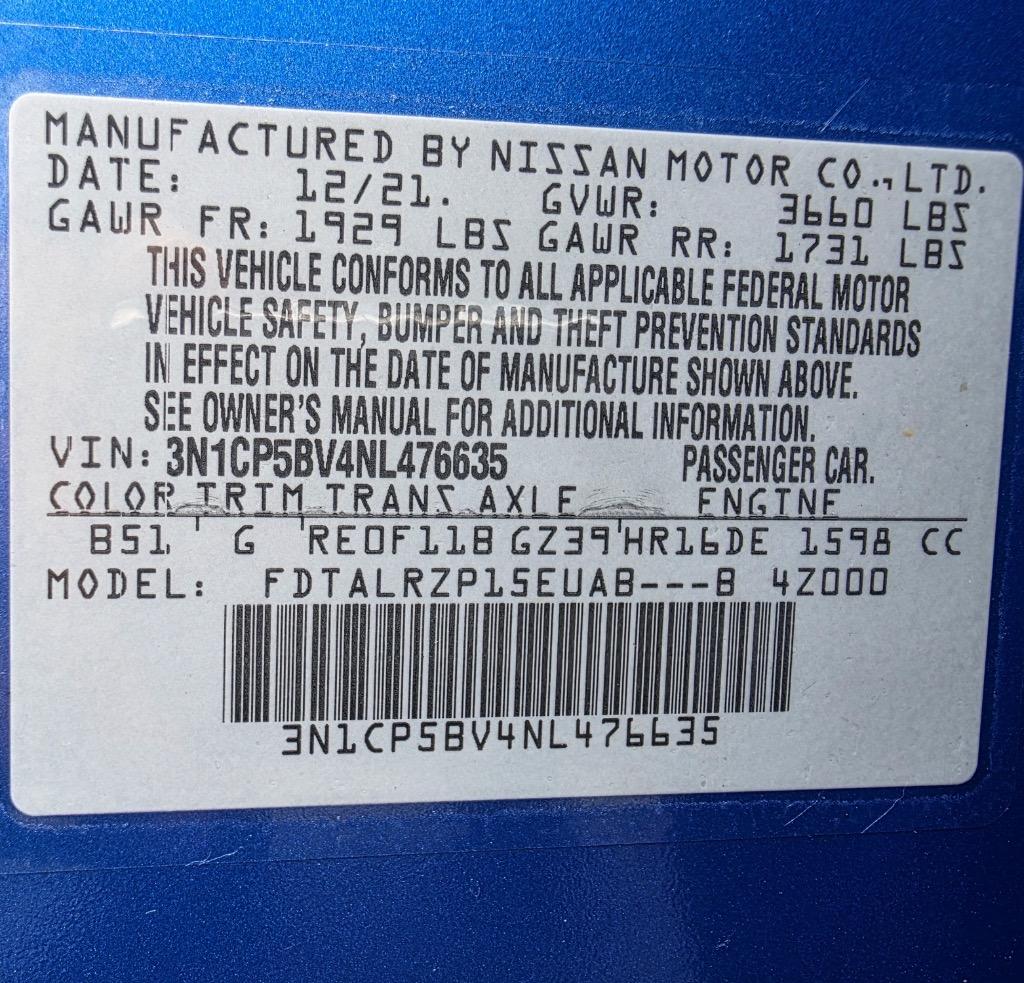 MANUFACTURED BY NISSAN MOTOR CO., LTD.
DATE: 12/21. GVWR: 3660 LBS
GAWR FR: 1929 LBS GAWR RR: 1731 LBS
THIS VEHICLE CONFORMS TO ALL APPLICABLE FEDERAL MOTOR
VEHICLE SAFETY, BUMPER AND THEFT PREVENTION STANDARDS
IN EFFECT ON THE DATE OF MANUFACTURE SHOWN ABOVE.
SEE OWNER'S MANUAL FOR ADDITIONAL INFORMATION.
VIN: 3N1CP5BV4NL476635 PASSENGER CAR.
COLOR TRIM TRANS AXLE ENGINE
B51 G RE0F11B GZ39 HR16DE 1598 CC
MODEL: FDTALRZP15EUAB---B 4Z000
3N1CP5BV4NL476635